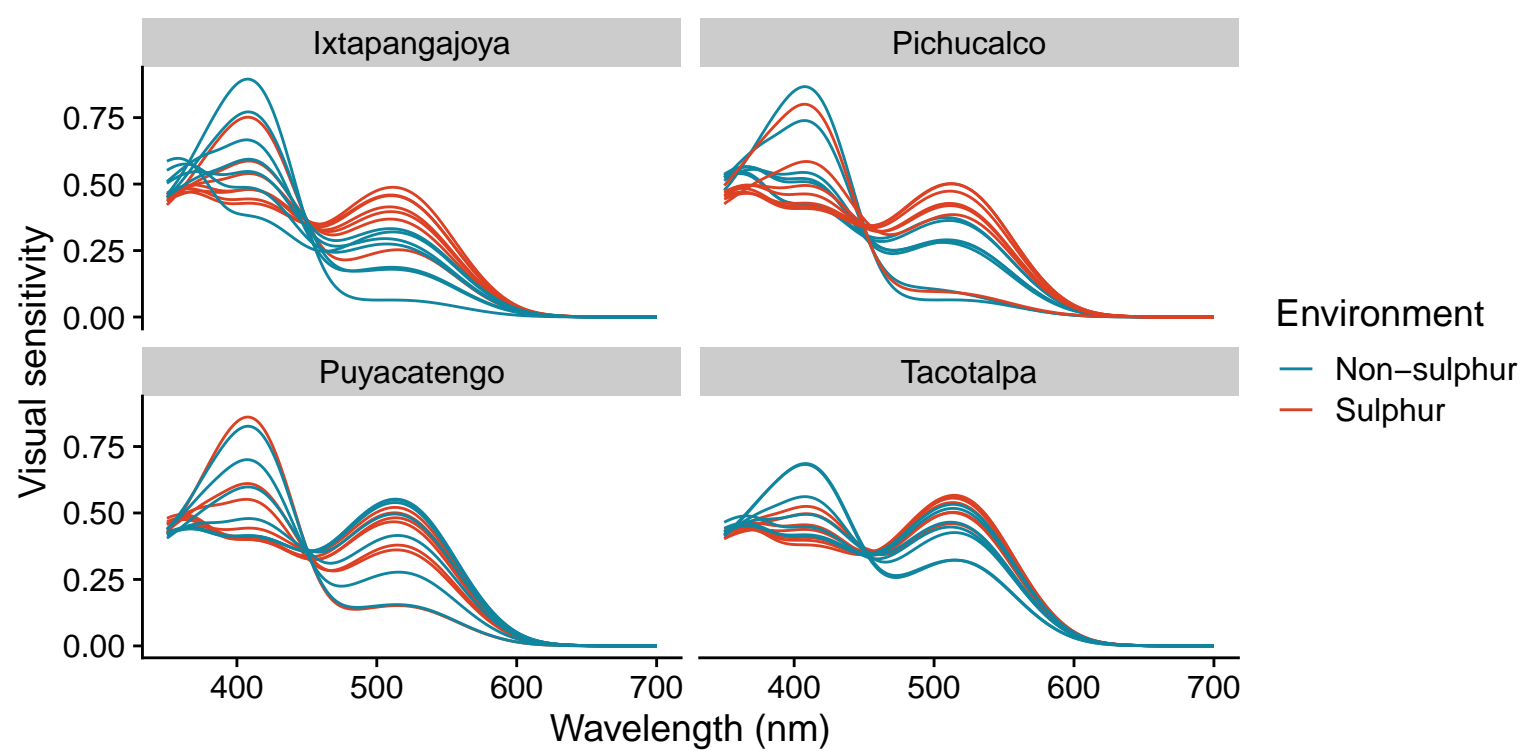 Ixtapangajoya
Pichucalco
0.75
0.50
0.25
0.00
Puyacatengo
Tacotalpa
0.75
0.50
0.25
0.00
400 500 600 700
400 500 600 700
Wavelength (nm)
Visual sensitivity
Environment
Non−sulphur
Sulphur